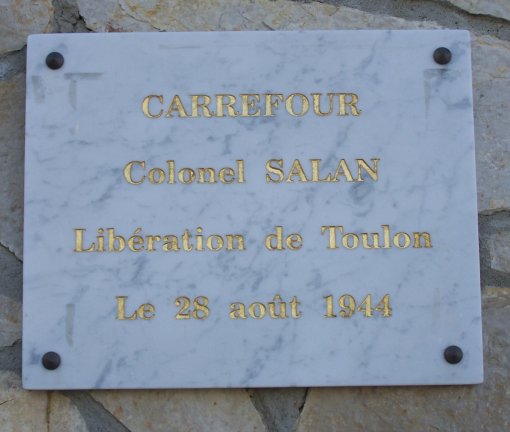 CARREFOUR
Colonel SALAN
Libération de Toulon
Le 28 août 1944